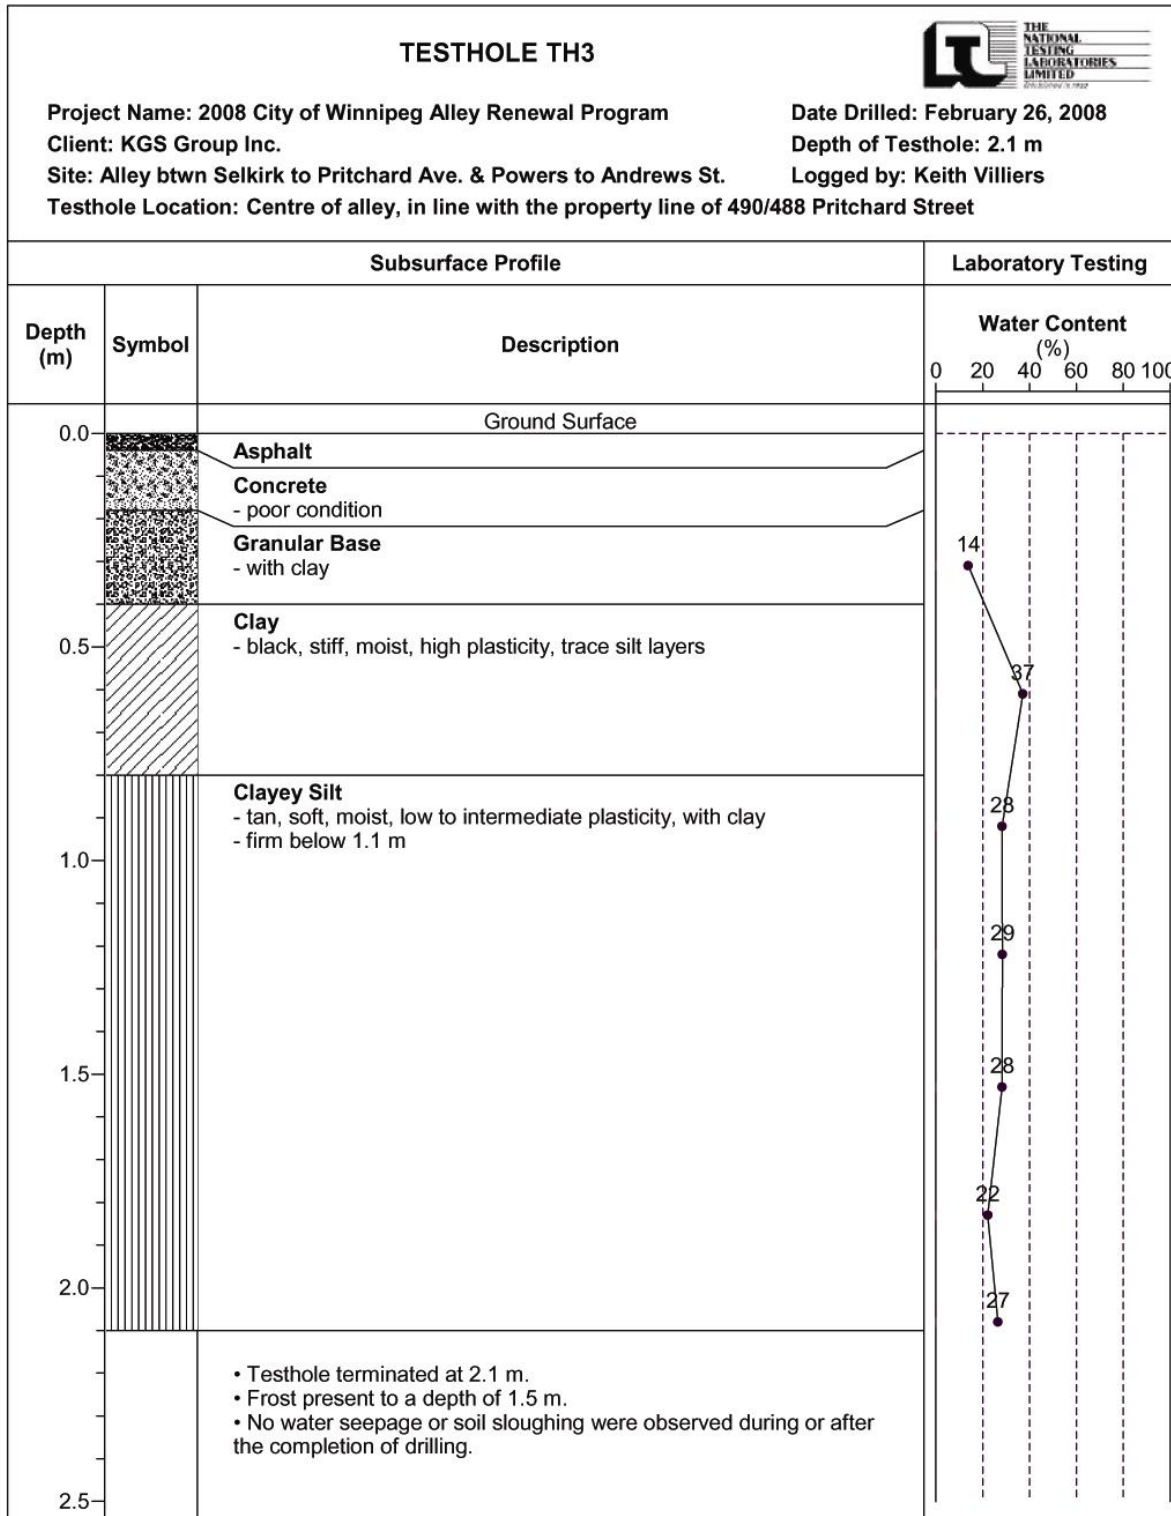 TESTHOLE TH3
THE
NATIONAL
TESTING
LABORATORIES
LIMITED
Established in 1923
Project Name: 2008 City of Winnipeg Alley Renewal Program
Date Drilled: February 26, 2008
Client: KGS Group Inc.
Depth of Testhole: 2.1 m
Site: Alley btwn Selkirk to Pritchard Ave. & Powers to Andrews St.
Logged by: Keith Villiers
Testhole Location: Centre of alley, in line with the property line of 490/488 Pritchard Street
Subsurface Profile
Laboratory Testing
Depth
(m)
Symbol
Description
Water Content
(%)
0 20 40 60 80 100
Ground Surface
0.0
Asphalt
Concrete
- poor condition
Granular Base
- with clay
14
Clay
0.5
- black, stiff, moist, high plasticity, trace silt layers
37
Clayey Silt
- tan, soft, moist, low to intermediate plasticity, with clay
- firm below 1.1 m
28
1.0
29
28
1.5
22
2.0
27
• Testhole terminated at 2.1 m.
• Frost present to a depth of 1.5 m.
• No water seepage or soil sloughing were observed during or after
the completion of drilling.
2.5